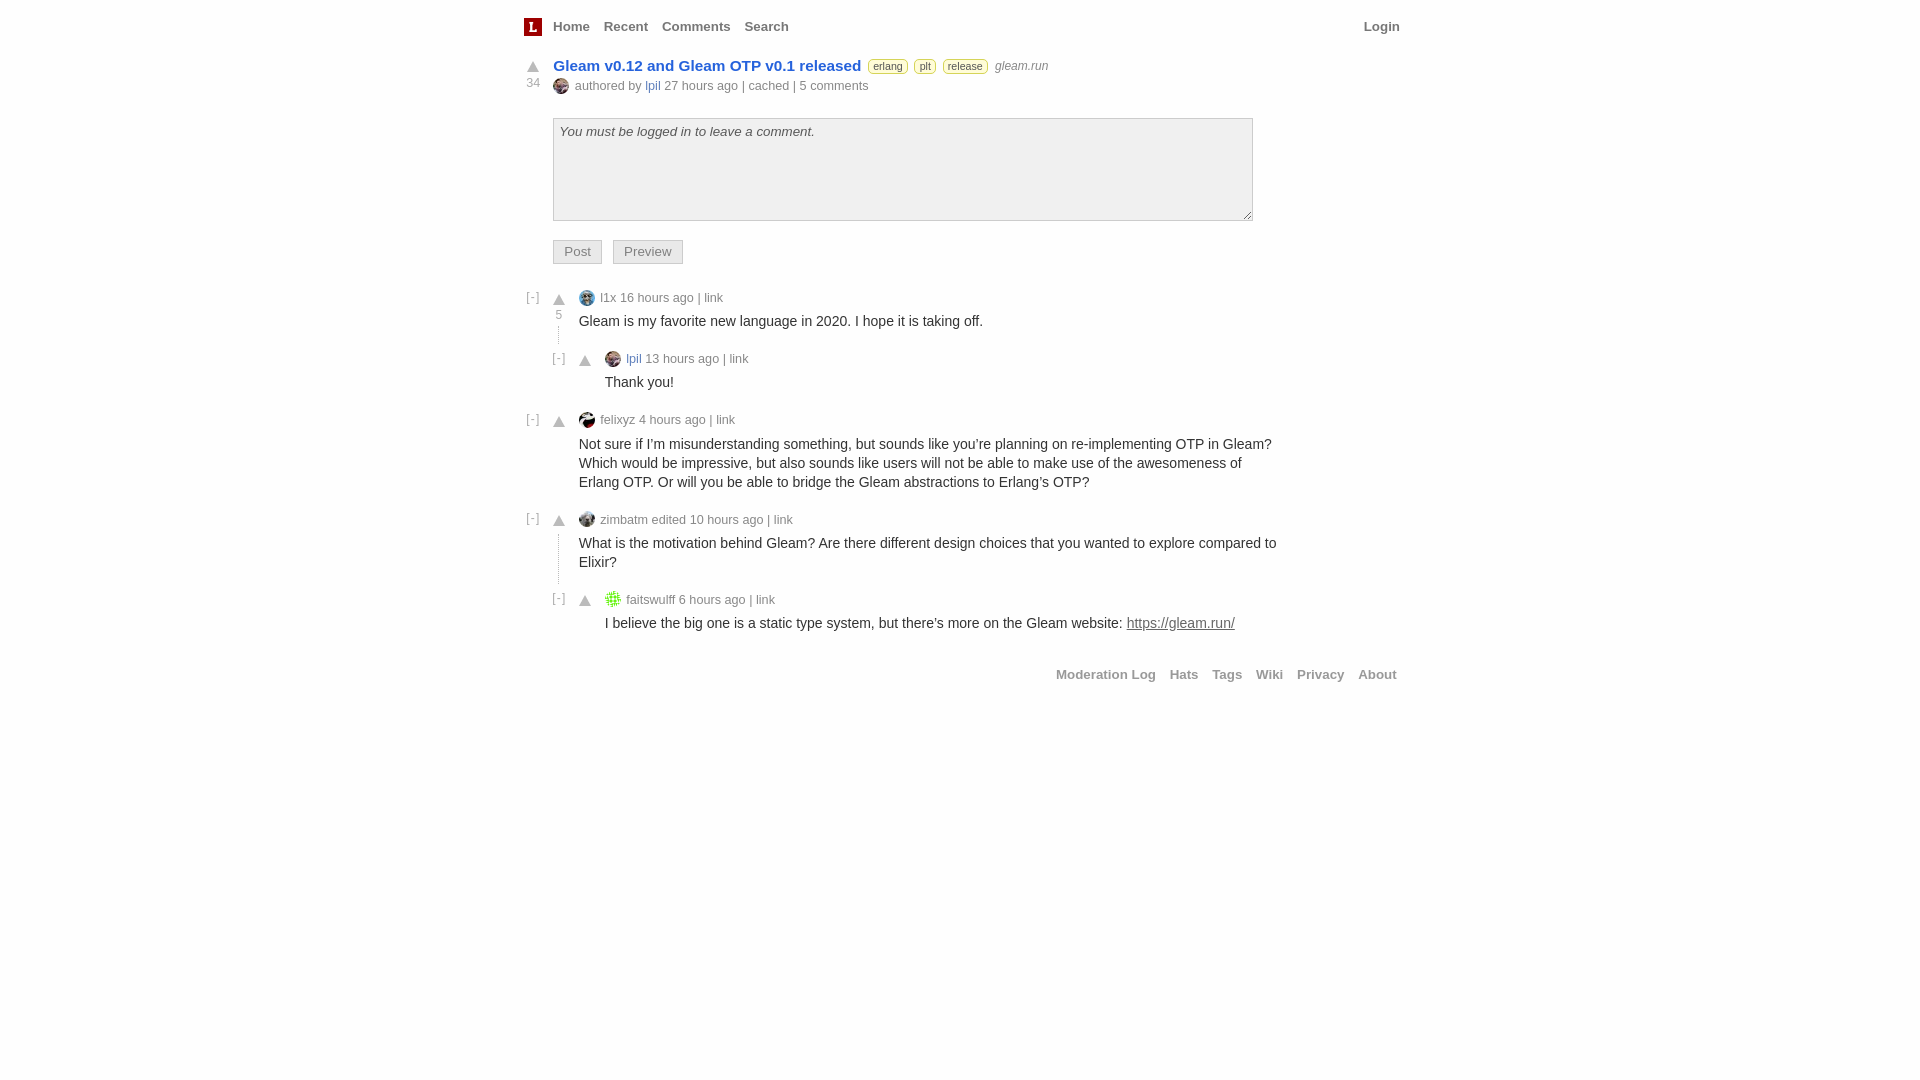 L Home Recent Comments Search Login
Gleam v0.12 and Gleam OTP v0.1 released erlang plt release gleam.run
34 authored by lpil 27 hours ago | cached | 5 comments
You must be logged in to leave a comment.
Post Preview
[-] l1x 16 hours ago | link
5
Gleam is my favorite new language in 2020. I hope it is taking off.
[-] lpil 13 hours ago | link
Thank you!
[-] felixyz 4 hours ago | link
Not sure if I’m misunderstanding something, but sounds like you’re planning on re-implementing OTP in Gleam?
Which would be impressive, but also sounds like users will not be able to make use of the awesomeness of
Erlang OTP. Or will you be able to bridge the Gleam abstractions to Erlang’s OTP?
[-] zimbatm edited 10 hours ago | link
What is the motivation behind Gleam? Are there different design choices that you wanted to explore compared to
Elixir?
[-] faitswulff 6 hours ago | link
I believe the big one is a static type system, but there’s more on the Gleam website: https://gleam.run/
Moderation Log Hats Tags Wiki Privacy About